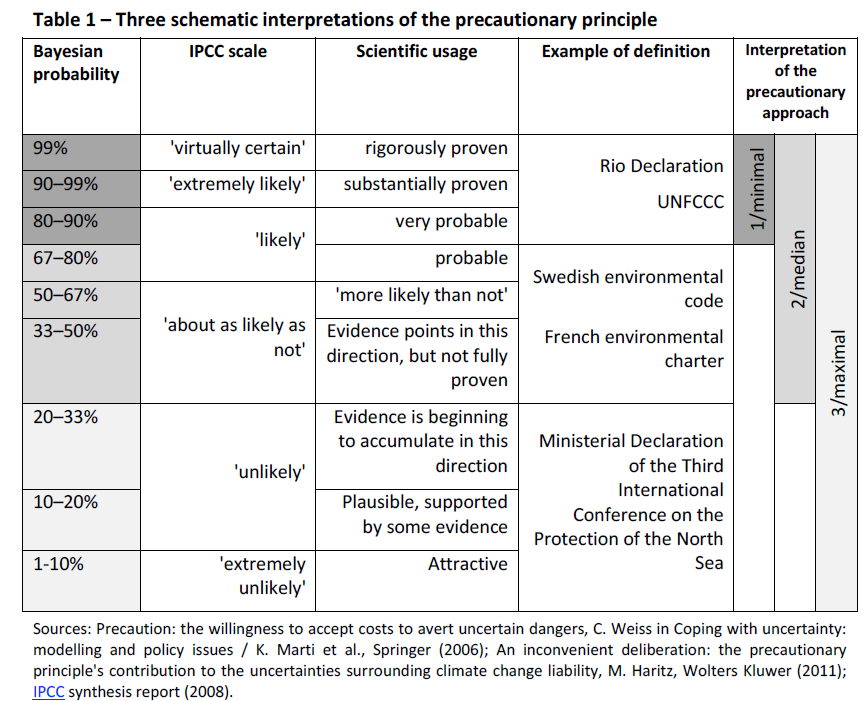 Table 1 – Three schematic interpretations of the precautionary principle
Bayesian
probability
IPCC scale
Scientific usage
Example of definition
Interpretation
of the
precautionary
approach
99%
'virtually certain'
rigorously proven
Rio Declaration
UNFCCC
1/minimal
2/median
3/maximal
90–99%
'extremely likely'
substantially proven
80–90%
'likely'
very probable
67–80%
probable
Swedish environmental
code
French environmental
charter
50–67%
'about as likely as
not'
'more likely than not'
33–50%
Evidence points in this
direction, but not fully
proven
20–33%
'unlikely'
Evidence is beginning
to accumulate in this
direction
Ministerial Declaration
of the Third
International
Conference on the
Protection of the North
Sea
10–20%
Plausible, supported
by some evidence
1-10%
'extremely
unlikely'
Attractive
Sources: Precaution: the willingness to accept costs to avert uncertain dangers, C. Weiss in Coping with uncertainty:
modelling and policy issues / K. Marti et al., Springer (2006); An inconvenient deliberation: the precautionary
principle's contribution to the uncertainties surrounding climate change liability, M. Haritz, Wolters Kluwer (2011);
IPCC synthesis report (2008).